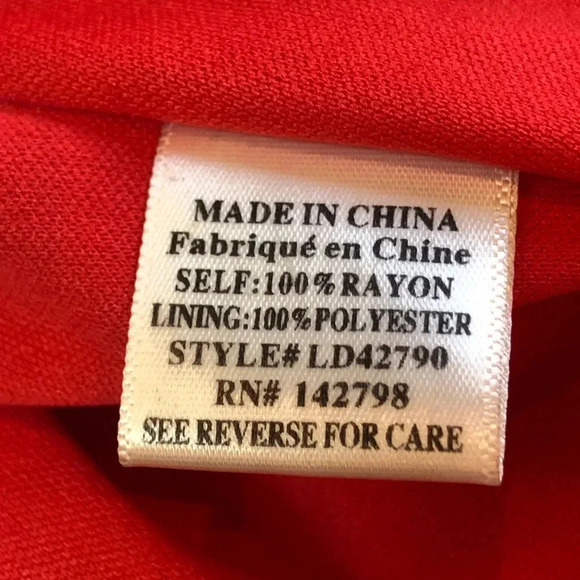 MADE IN CHINA
Fabriqué en Chine
SELF:100% RAYON
LINING:100% POLYESTER
STYLE# LD42790
RN# 142798
SEE REVERSE FOR CARE